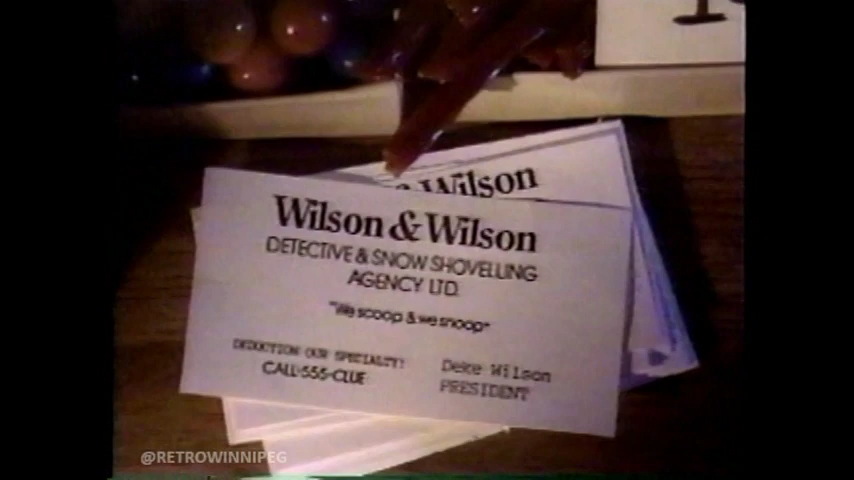 & Wilson
Wilson & Wilson
DETECTIVE & SNOW SHOVELLING
AGENCY LTD.
"We scoop & we snoop"
DEDUCTION OUR SPECIALTY!
CALL 555-CLUE
Deke Wilson
PRESIDENT
@RETROWINNIPEG